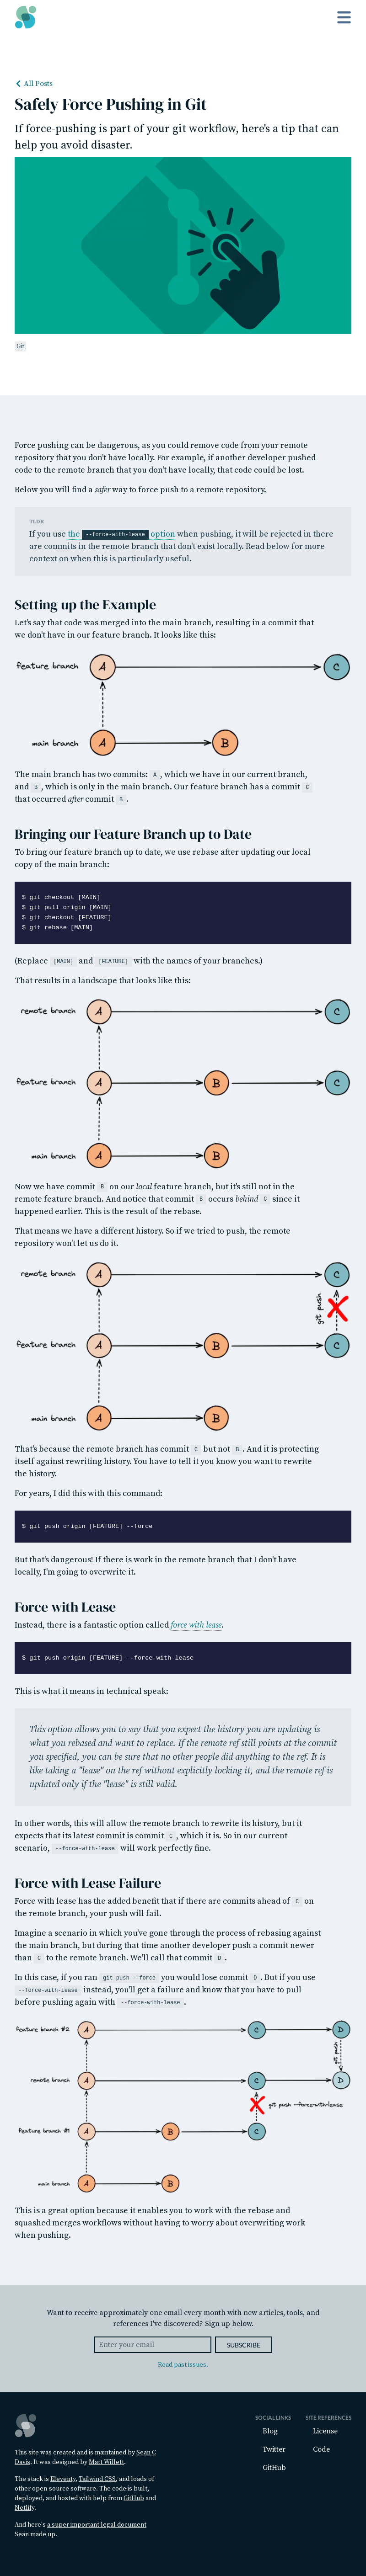 All Posts
Safely Force Pushing in Git
If force-pushing is part of your git workflow, here's a tip that can
help you avoid disaster.
Git
Force pushing can be dangerous, as you could remove code from your remote
repository that you don't have locally. For example, if another developer pushed
code to the remote branch that you don't have locally, that code could be lost.
Below you will find a safer way to force push to a remote repository.
TLDR
If you use the --force-with-lease option when pushing, it will be rejected in there
are commits in the remote branch that don't exist locally. Read below for more
context on when this is particularly useful.
Setting up the Example
Let's say that code was merged into the main branch, resulting in a commit that
we don't have in our feature branch. It looks like this:
feature branch A C
main branch A B
The main branch has two commits: A, which we have in our current branch,
and B, which is only in the main branch. Our feature branch has a commit C
that occurred after commit B.
Bringing our Feature Branch up to Date
To bring our feature branch up to date, we use rebase after updating our local
copy of the main branch:
$ git checkout [MAIN]
$ git pull origin [MAIN]
$ git checkout [FEATURE]
$ git rebase [MAIN]
(Replace [MAIN] and [FEATURE] with the names of your branches.)
That results in a landscape that looks like this:
remote branch A C
feature branch A B C
main branch A B
Now we have commit B on our local feature branch, but it's still not in the
remote feature branch. And notice that commit B occurs behind C since it
happened earlier. This is the result of the rebase.
That means we have a different history. So if we tried to push, the remote
repository won't let us do it.
remote branch A C
git push
feature branch A B C
main branch A B
That's because the remote branch has commit C but not B. And it is protecting
itself against rewriting history. You have to tell it you know you want to rewrite
the history.
For years, I did this with this command:
$ git push origin [FEATURE] --force
But that's dangerous! If there is work in the remote branch that I don't have
locally, I'm going to overwrite it.
Force with Lease
Instead, there is a fantastic option called force with lease.
$ git push origin [FEATURE] --force-with-lease
This is what it means in technical speak:
This option allows you to say that you expect the history you are updating is
what you rebased and want to replace. If the remote ref still points at the commit
you specified, you can be sure that no other people did anything to the ref. It is
like taking a "lease" on the ref without explicitly locking it, and the remote ref is
updated only if the "lease" is still valid.
In other words, this will allow the remote branch to rewrite its history, but it
expects that its latest commit is commit C, which it is. So in our current
scenario, --force-with-lease will work perfectly fine.
Force with Lease Failure
Force with lease has the added benefit that if there are commits ahead of C on
the remote branch, your push will fail.
Imagine a scenario in which you've gone through the process of rebasing against
the main branch, but during that time another developer push a commit newer
than C to the remote branch. We'll call that commit D.
In this case, if you ran git push --force you would lose commit D. But if you use
--force-with-lease instead, you'll get a failure and know that you have to pull
before pushing again with --force-with-lease.
feature branch #2 A C D
git push
remote branch A C D
git push --force-with-lease
feature branch #1 A B C
main branch A B
This is a great option because it enables you to work with the rebase and
squashed merges workflows without having to worry about overwriting work
when pushing.
Want to receive approximately one email every month with new articles, tools, and
references I've discovered? Sign up below.
Enter your email SUBSCRIBE
Read past issues.
This site was created and is maintained by Sean C
Davis. It was designed by Matt Willett.
The stack is Eleventy, Tailwind CSS, and loads of
other open-source software. The code is built,
deployed, and hosted with help from GitHub and
Netlify.
And here's a super important legal document
Sean made up.
SOCIAL LINKS
Blog
Twitter
GitHub
SITE REFERENCES
License
Code